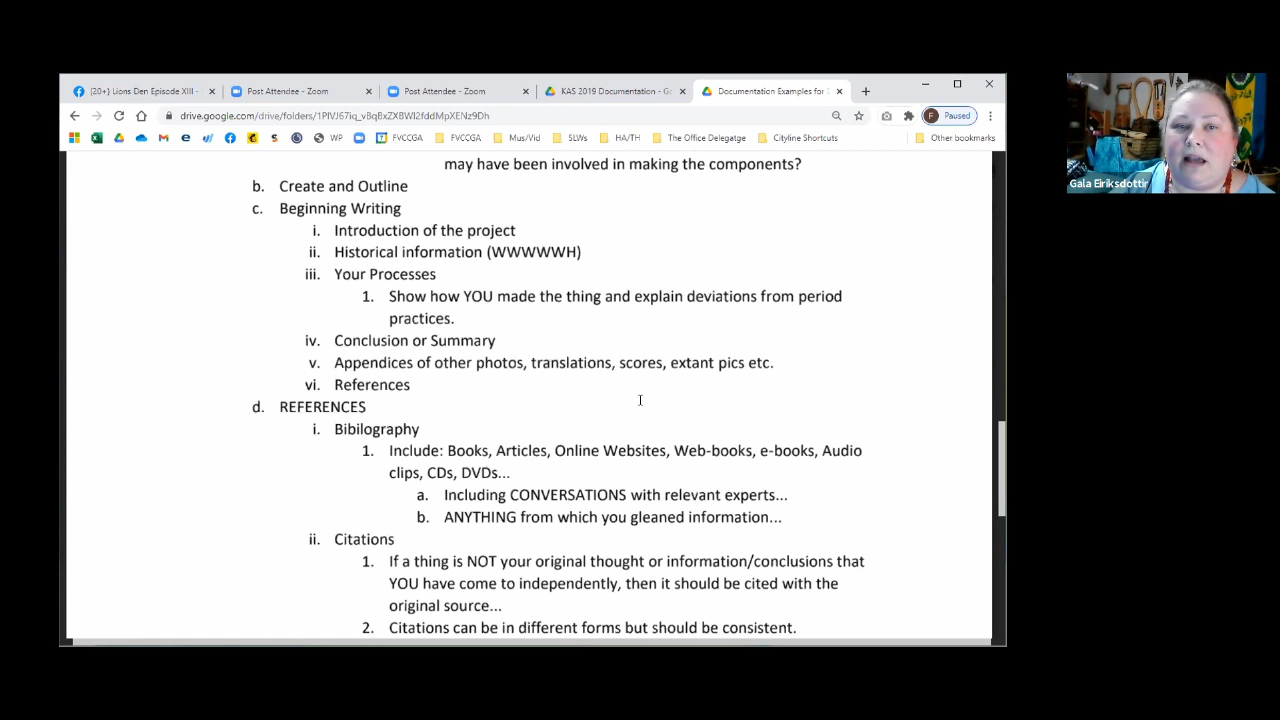 (20+) Lions Den Episode XIII -
Post Attendee - Zoom
Post Attendee - Zoom
KAS 2019 Documentation - Go
Documentation Examples for
drive.google.com/drive/folders/1PlVJ67iq_vBqBxZXBWI2fddMpXENz9Dh
F Paused
WP
FVCCGA
FVCCGA
Mus/Vid
SLWs
HA/TH
The Office Delegatge
Cityline Shortcuts
Other bookmarks
Gala Eiriksdottir
may have been involved in making the components?
b. Create and Outline
c. Beginning Writing
i. Introduction of the project
ii. Historical information (WWWWWH)
iii. Your Processes
1. Show how YOU made the thing and explain deviations from period
practices.
iv. Conclusion or Summary
v. Appendices of other photos, translations, scores, extant pics etc.
vi. References
d. REFERENCES
i. Bibilography
1. Include: Books, Articles, Online Websites, Web-books, e-books, Audio
clips, CDs, DVDs...
a. Including CONVERSATIONS with relevant experts...
b. ANYTHING from which you gleaned information...
ii. Citations
1. If a thing is NOT your original thought or information/conclusions that
YOU have come to independently, then it should be cited with the
original source...
2. Citations can be in different forms but should be consistent.